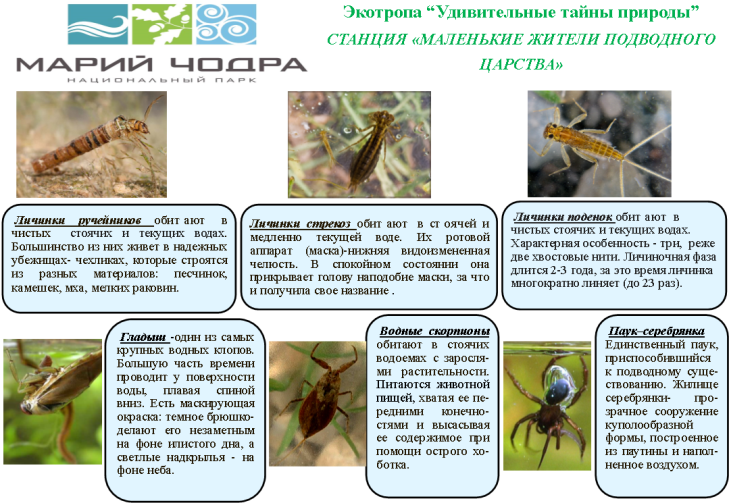 Экотропа “Удивительные тайны природы”
СТАНЦИЯ «МАЛЕНЬКИЕ ЖИТЕЛИ ПОДВОДНОГО
ЦАРСТВА»
МАРИЙ ЧОДРА
НАЦИОНАЛЬНЫЙ ПАРК
Личинки ручейников обитают в
чистых стоячих и текущих водах.
Большинство из них живет в надежных
убежищах- чехликах, которые строятся
из разных материалов: песчинок,
камешек, мха, мелких раковин.
Личинки стрекоз обитают в стоячей и
медленно текущей воде. Их ротовой
аппарат (маска)-нижняя видоизмененная
челюсть. В спокойном состоянии она
прикрывает голову наподобие маски, за что
и получила свое название .
Личинки поденок обитают в
чистых стоячих и текущих водах.
Характерная особенность - три, реже
две хвостовые нити. Личиночная фаза
длится 2-3 года, за это время личинка
многократно линяет (до 23 раз).
Гладыш -один из самых
крупных водных клопов.
Большую часть времени
проводит у поверхности
воды, плавая спиной
вниз. Есть маскирующая
окраска: темное брюшко-
делают его незаметным
на фоне илистого дна, а
светлые надкрылья - на
фоне неба.
Водные скорпионы
обитают в стоячих
водоемах с заросля-
ми растительности.
Питаются животной
пищей, хватая ее пе-
редними конечно-
стями и высасывая
ее содержимое при
помощи острого хо-
ботка.
Паук–серебрянка
Единственный паук,
приспособившийся
к подводному суще-
ствованию. Жилище
серебрянки- про-
зрачное сооружение
куполообразной
формы, построенное
из паутины и напол-
ненное воздухом.